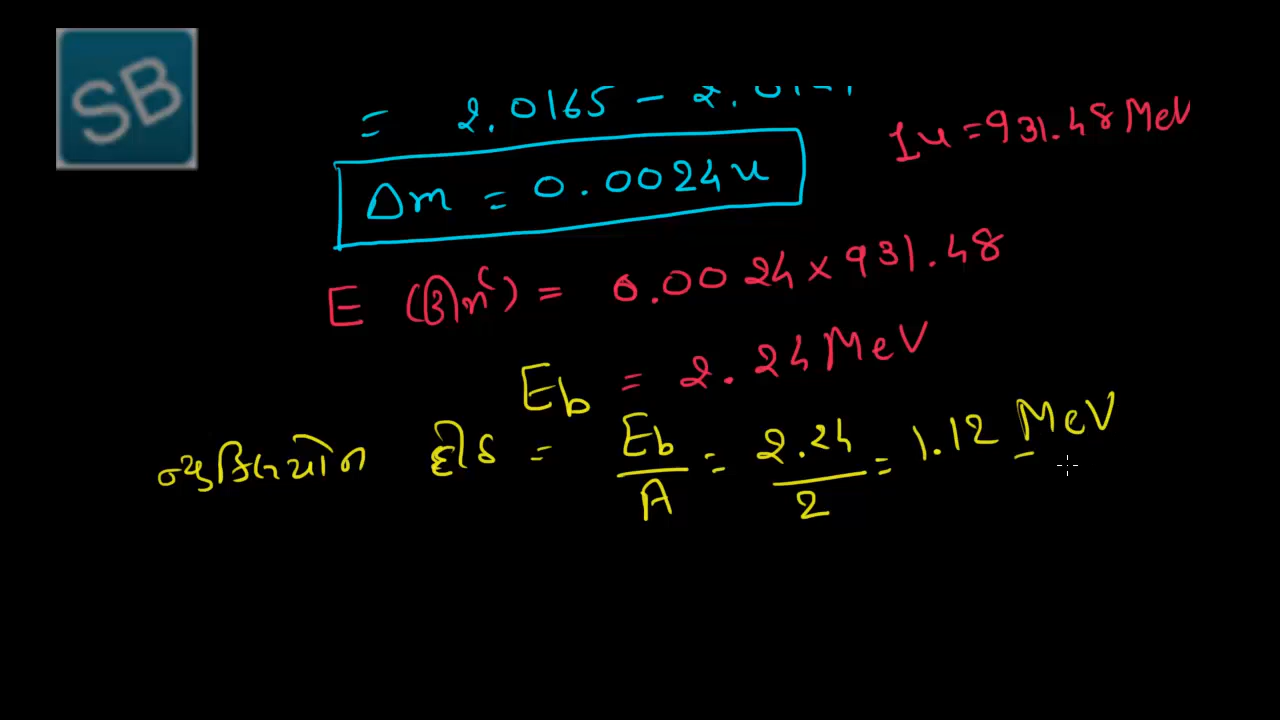 SB
= 2.0165 -
1u = 931.48 MeV
Δm = 0.0024u
E = 0.0024 × 931.48
Eb = 2.24 MeV
ન્યુક્લિયોન દીઠ = Eb/A = 2.24/2 = 1.12 MeV